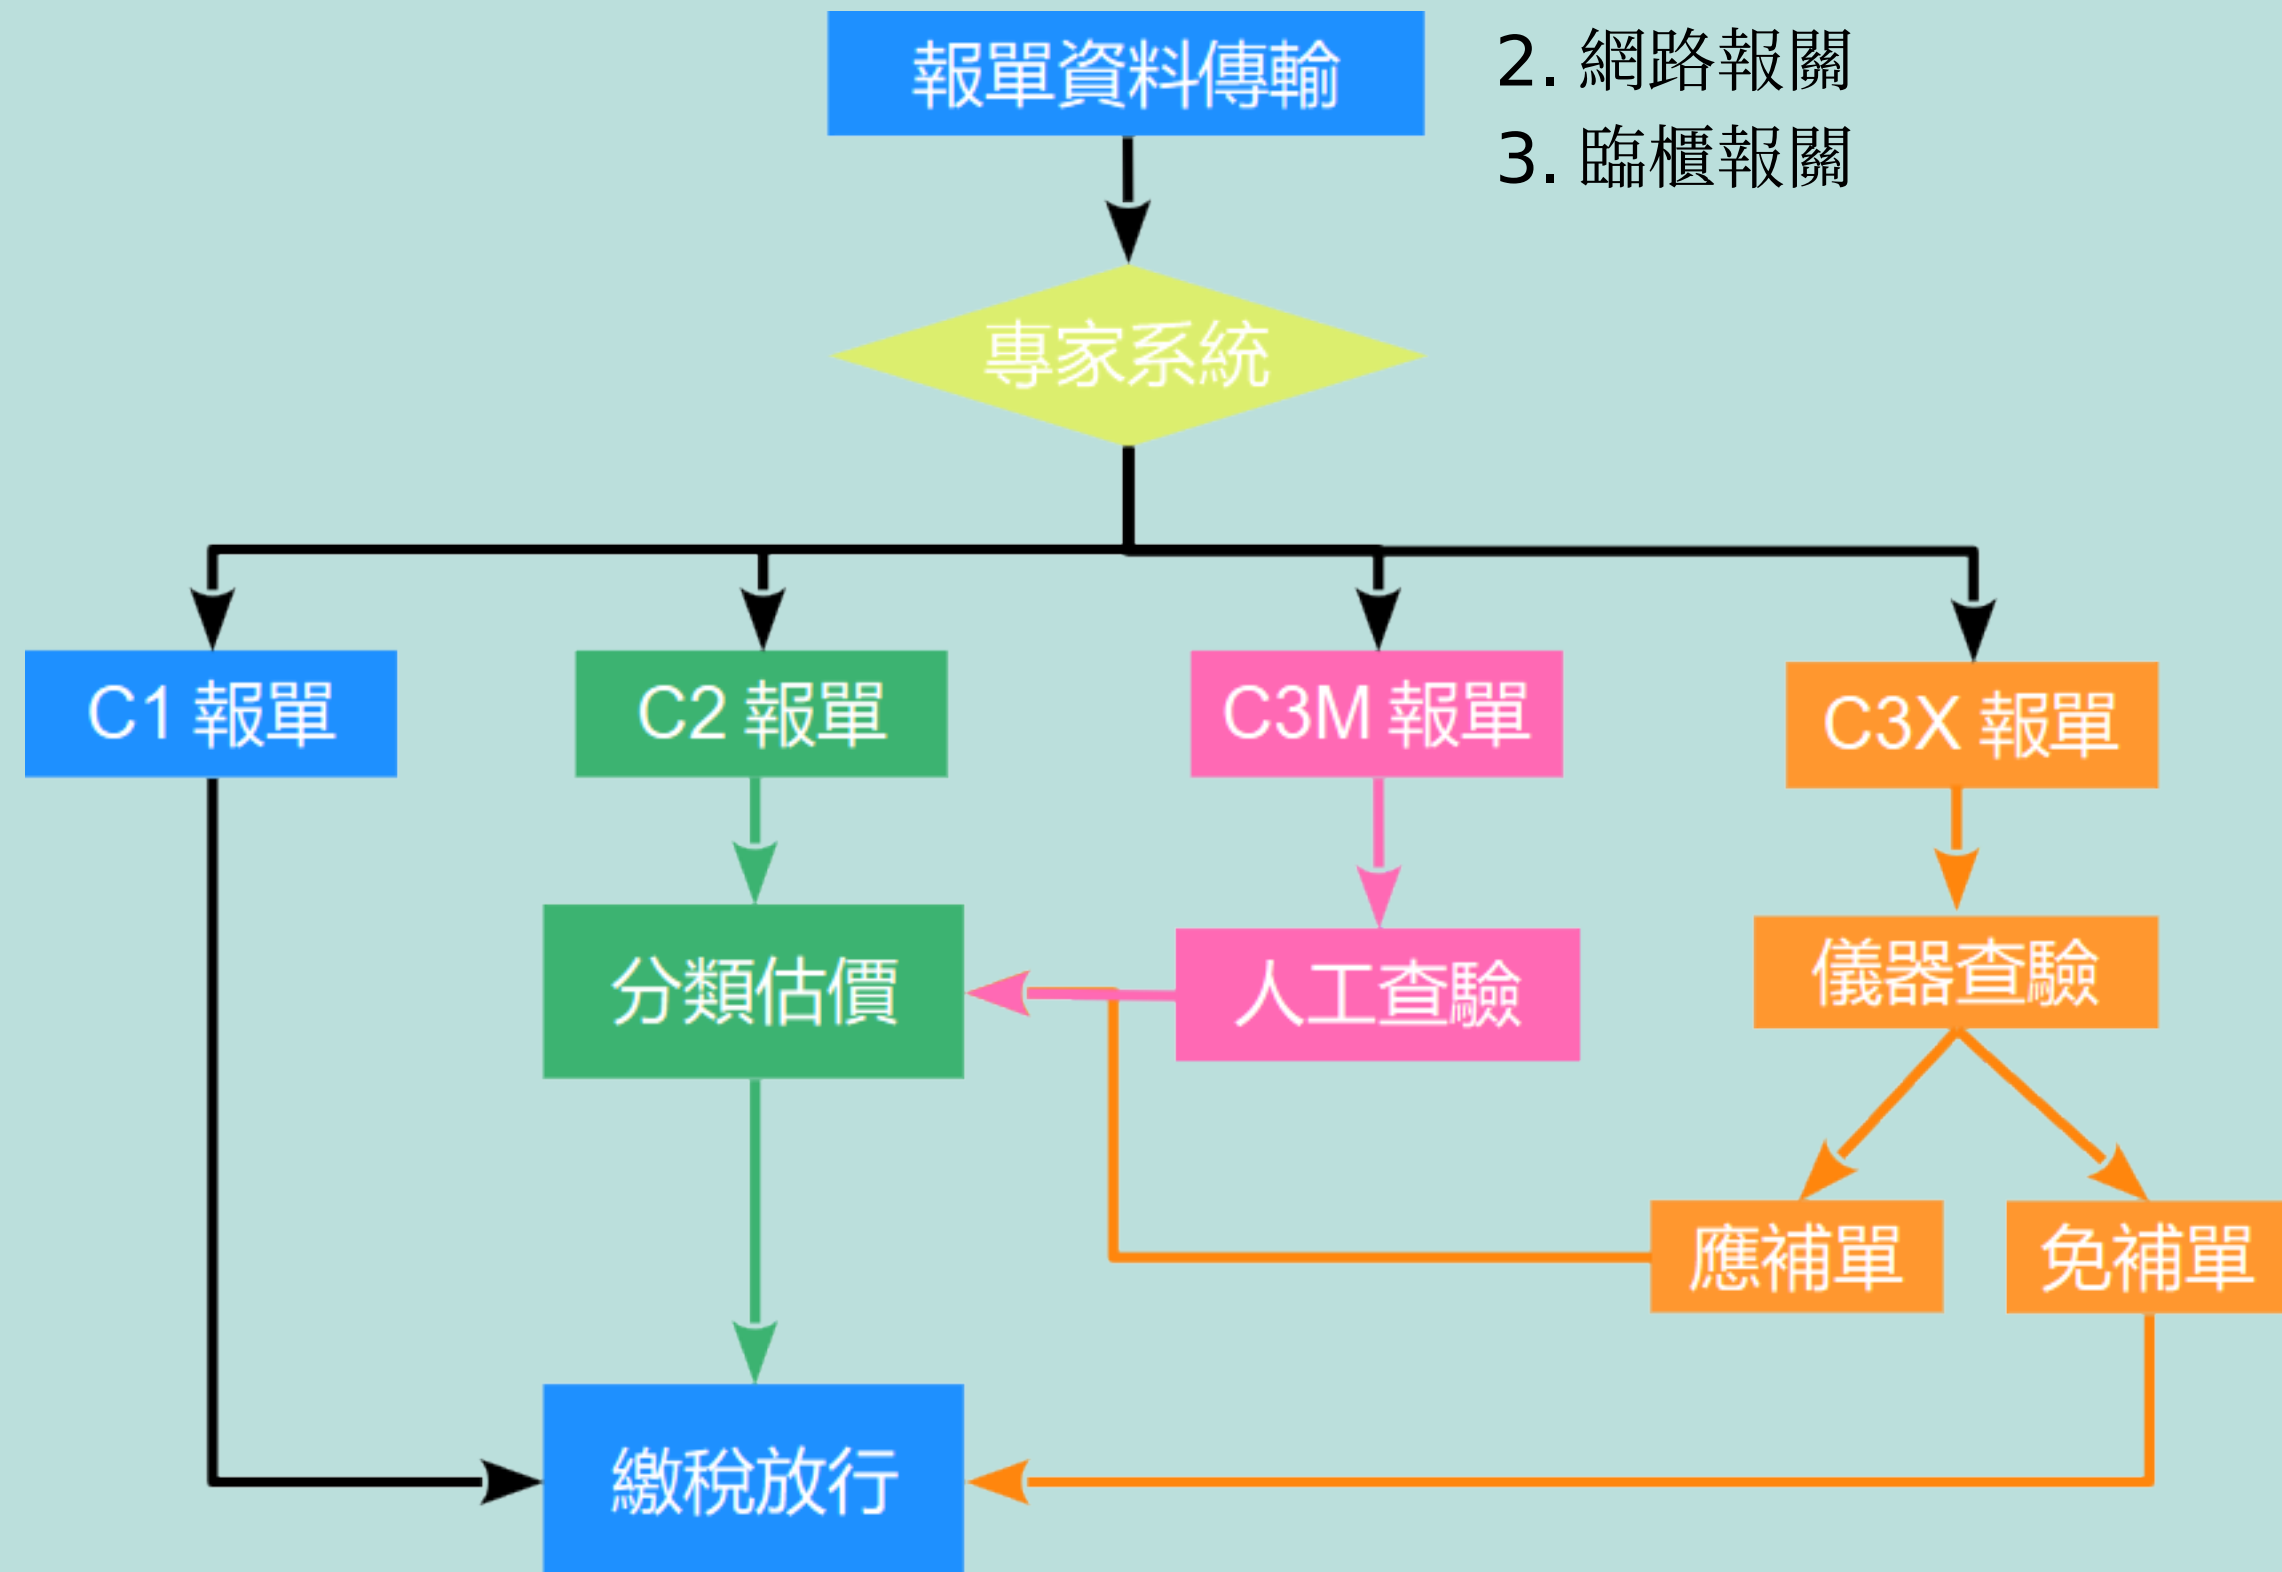 報單資料傳輸
2. 網路報關
3. 臨櫃報關
專家系統
C1 報單
C2 報單
C3M 報單
C3X 報單
分類估價
人工查驗
儀器查驗
應補單
免補單
繳稅放行